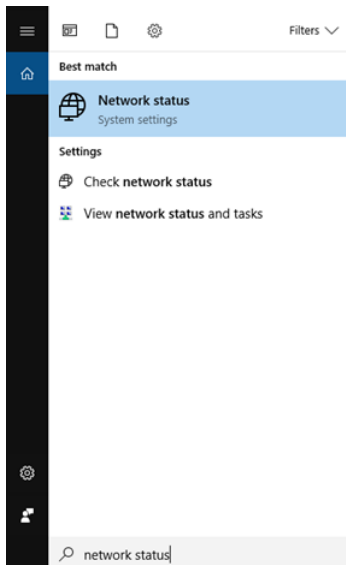 Filters
Best match
Network status
System settings
Settings
Check network status
View network status and tasks
network status